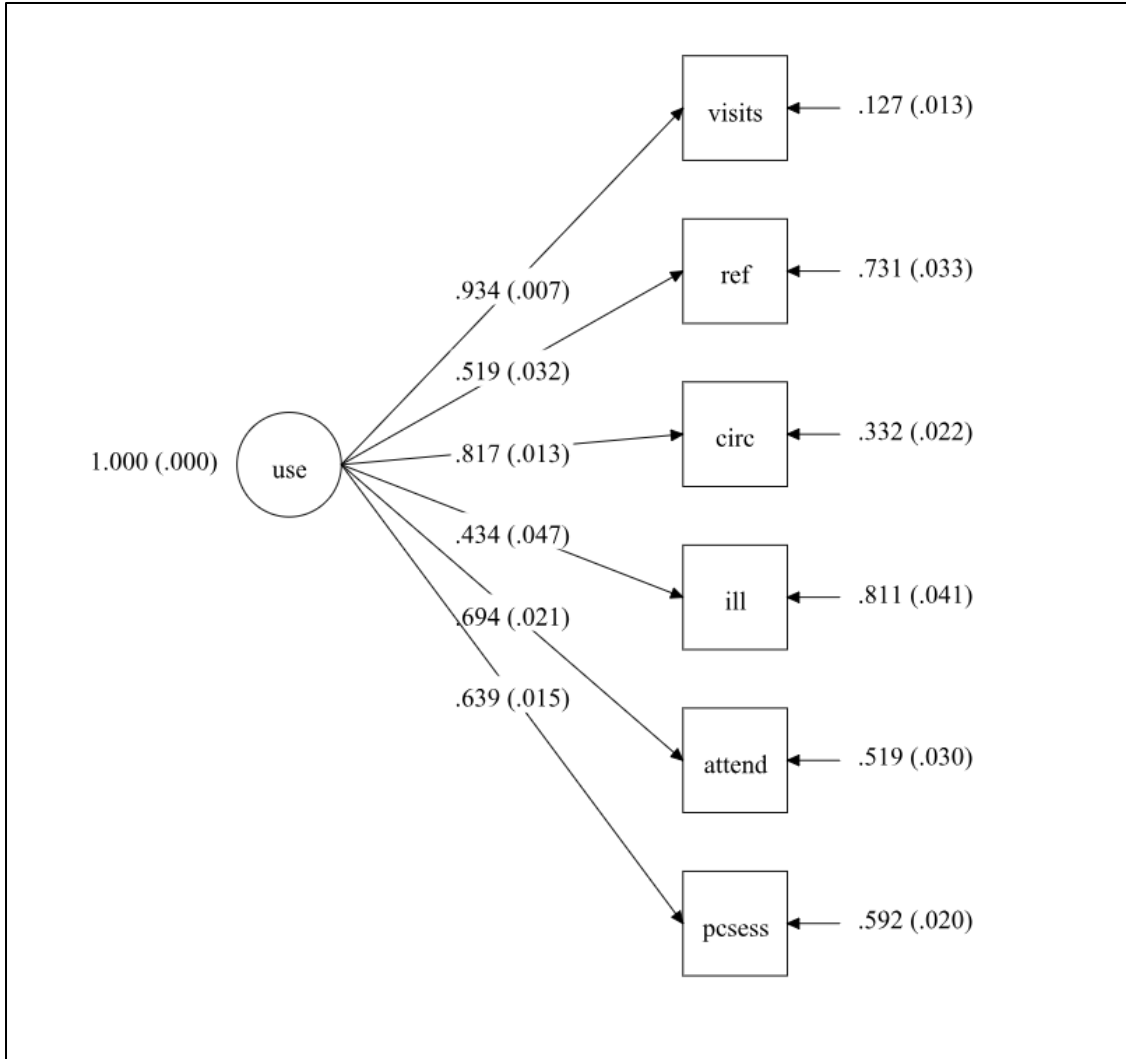 visits
.127 (.013)
ref
.731 (.033)
.934 (.007)
.519 (.032)
circ
.332 (.022)
.817 (.013)
1.000 (.000)
use
.434 (.047)
ill
.811 (.041)
.694 (.021)
.639 (.015)
attend
.519 (.030)
pcsess
.592 (.020)